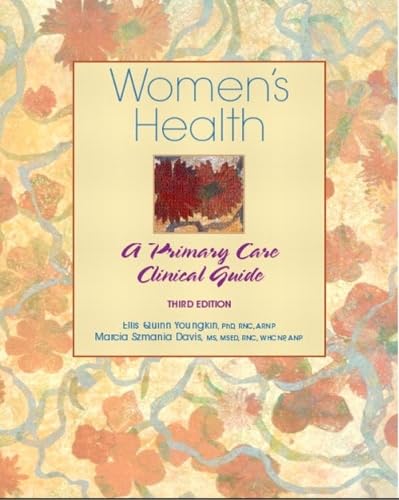 Women's
Health
A Primary Care
Clinical Guide
THIRD EDITION
Ellis Quinn Youngkin, PhD, RNC, ARNP
Marcia Szmania Davis, MS, MSED, RNC, WHCNP, ANP